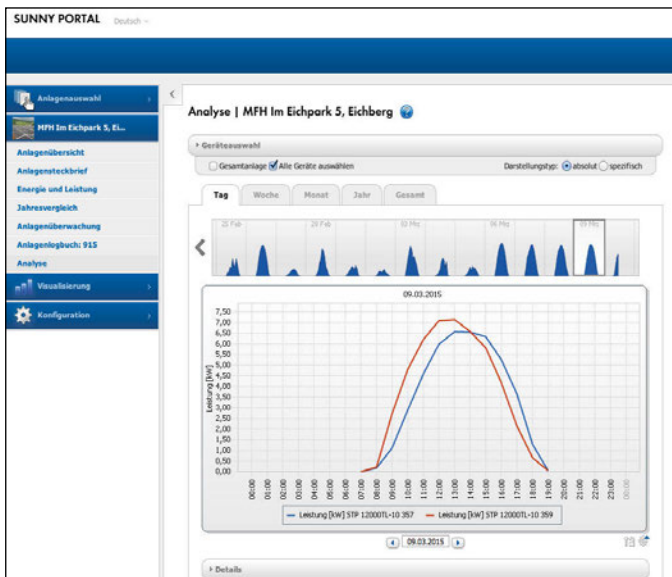 SUNNY PORTAL Deutsch
Anlagenauswahl
MFH Im Eichpark 5, Ei...
Anlagenübersicht
Anlagensteckbrief
Energie und Leistung
Jahresvergleich
Anlagenüberwachung
Anlagenlogbuch: 915
Analyse
Visualisierung
Konfiguration
Analyse | MFH Im Eichpark 5, Eichberg
Geräteauswahl
Gesamtanlage Alle Geräte auswählen Darstellungstyp: absolut spezifisch
Tag Woche Monat Jahr Gesamt
25 Feb 28 Feb 03 Mrz 06 Mrz 09 Mrz
09.03.2015
Leistung [kW]
7,50
7,00
6,50
6,00
5,50
5,00
4,50
4,00
3,50
3,00
2,50
2,00
1,50
1,00
0,50
0,00
00:00 01:00 02:00 03:00 04:00 05:00 06:00 07:00 08:00 09:00 10:00 11:00 12:00 13:00 14:00 15:00 16:00 17:00 18:00 19:00 20:00 21:00 22:00 23:00 00:00
Leistung [kW] STP 12000TL-10 357 Leistung [kW] STP 12000TL-10 359
09.03.2015
Details